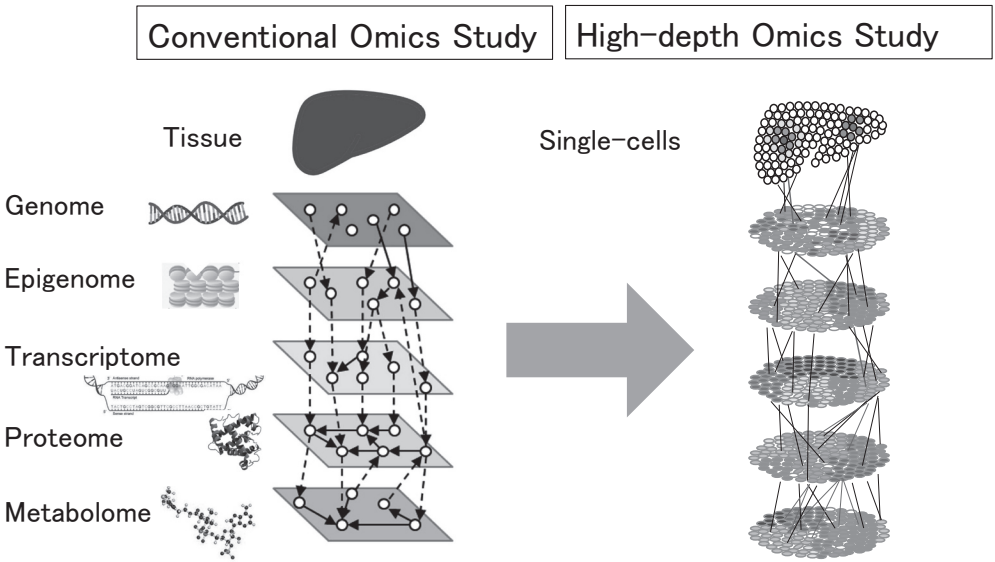 Conventional Omics Study
High-depth Omics Study
Tissue
Single-cells
Genome
Epigenome
Transcriptome
Proteome
Metabolome